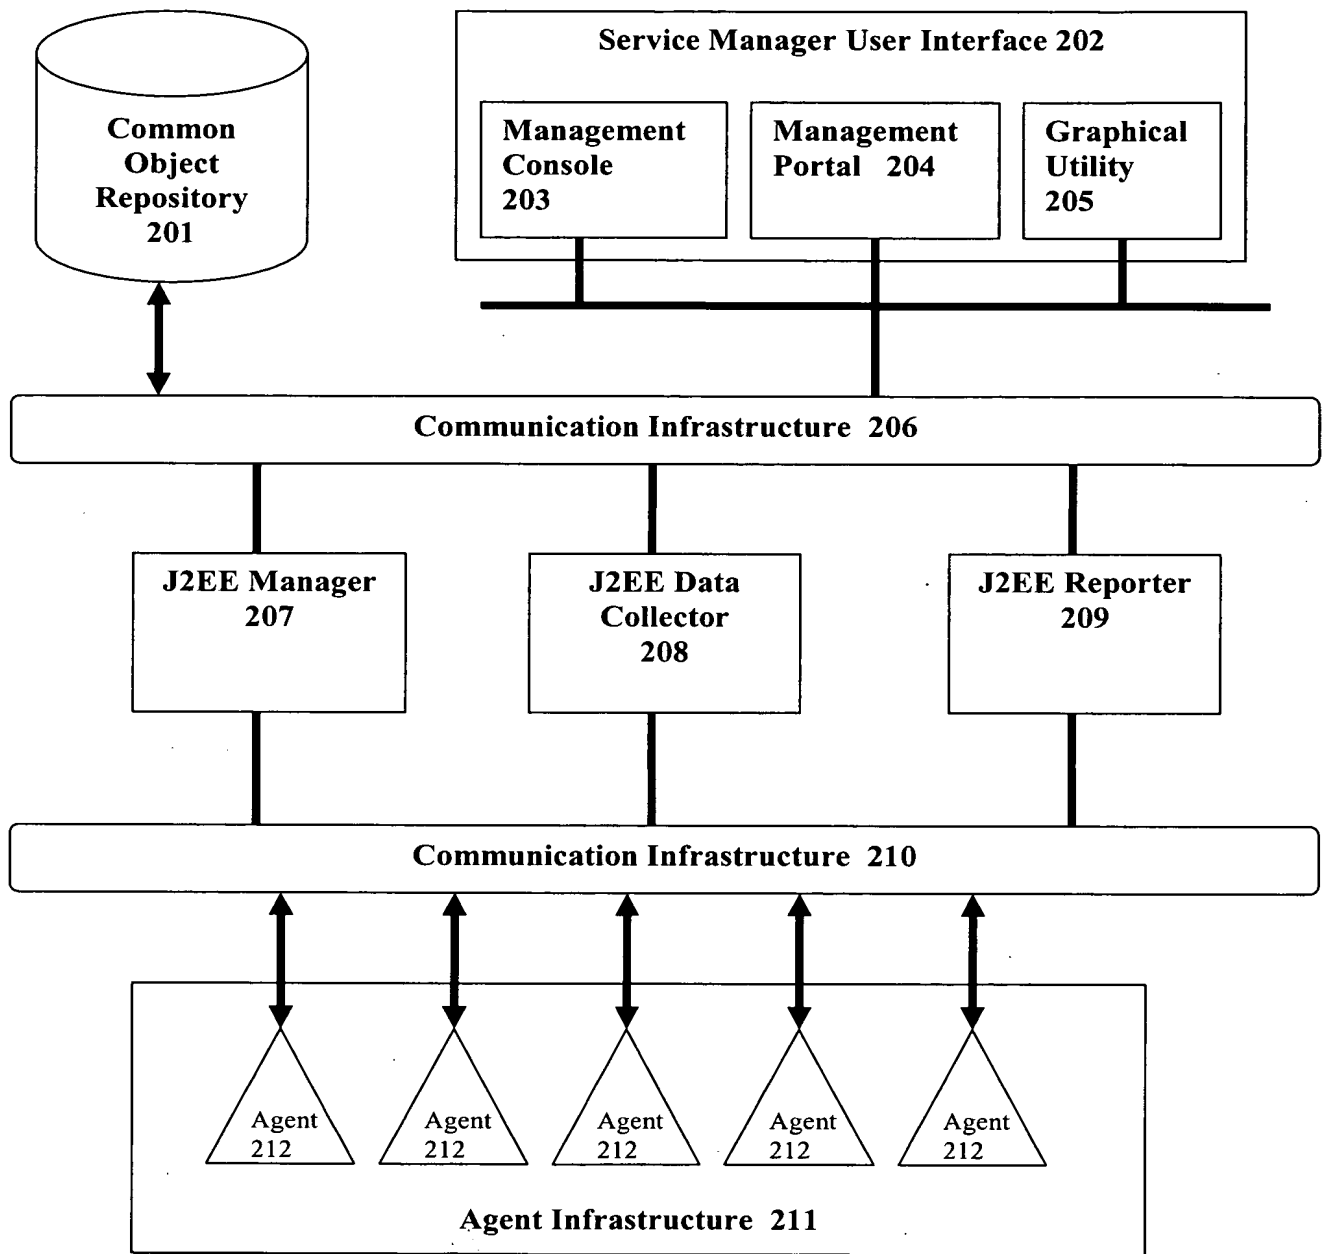 Common
Object
Repository
201
Service Manager User Interface 202
Management
Console
203
Management
Portal 204
Graphical
Utility
205
Communication Infrastructure 206
J2EE Manager
207
J2EE Data
Collector
208
J2EE Reporter
209
Communication Infrastructure 210
Agent
212
Agent
212
Agent
212
Agent
212
Agent
212
Agent Infrastructure 211